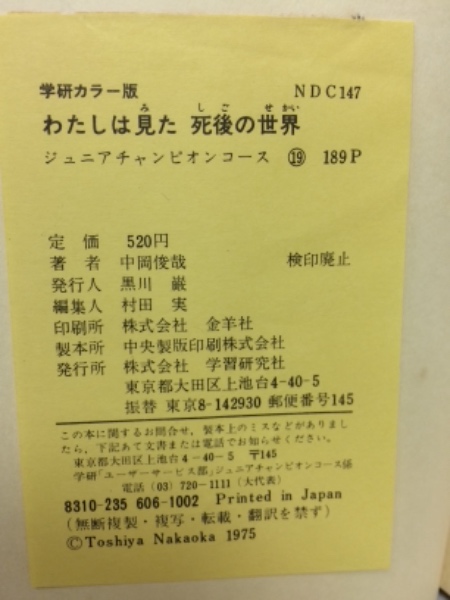 学研カラー版 NDC147
み しご せかい
わたしは見た 死後の世界
ジュニアチャンピオンコース ⑲ 189P
定価 520円
著者 中岡俊哉 検印廃止
発行人 黒川 巌
編集人 村田 実
印刷所 株式会社 金羊社
製本所 中央製版印刷株式会社
発行所 株式会社 学習研究社
東京都大田区上池台4-40-5
振替 東京8-142930 郵便番号145
この本に関するお問合せ，製本上のミスなどがありまし
たら，下記あて文書または電話でお知らせください。
東京都大田区上池台4-40-5 〒145
学研「ユーザーサービス部」ジュニアチャンピオンコース係
電話（03）720-1111（大代表）
8310-235 606-1002 Printed in Japan
（無断複製・複写・転載・翻訳を禁ず）
©Toshiya Nakaoka 1975